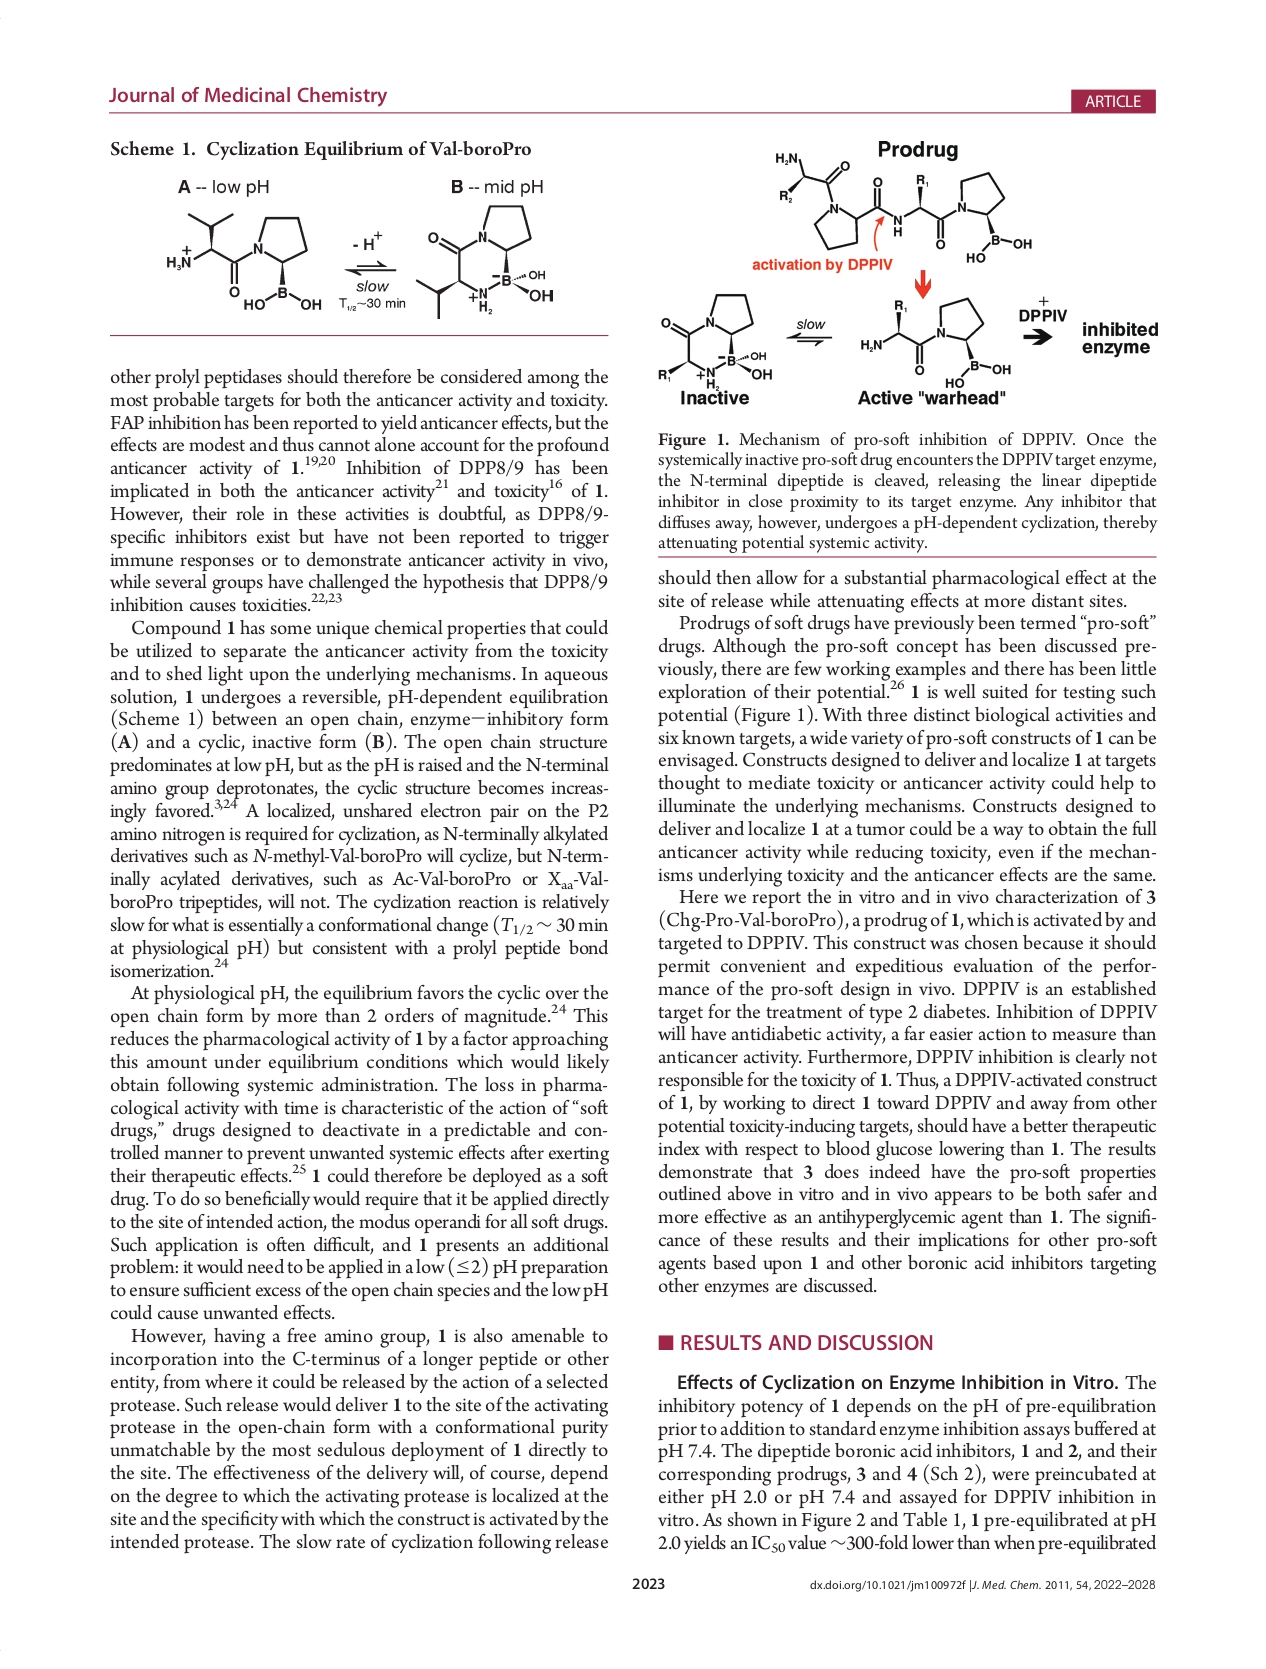 Journal of Medicinal Chemistry
ARTICLE
Scheme 1. Cyclization Equilibrium of Val-boroPro
A -- low pH
B -- mid pH
H3N+
N
O
HO
B
OH
- H+
slow
T1/2~30 min
O
N
B−
OH
OH
+N
H2
other prolyl peptidases should therefore be considered among the
most probable targets for both the anticancer activity and toxicity.
FAP inhibition has been reported to yield anticancer effects, but the
effects are modest and thus cannot alone account for the profound
anticancer activity of 1.19,20 Inhibition of DPP8/9 has been
implicated in both the anticancer activity21 and toxicity16 of 1.
However, their role in these activities is doubtful, as DPP8/9-
specific inhibitors exist but have not been reported to trigger
immune responses or to demonstrate anticancer activity in vivo,
while several groups have challenged the hypothesis that DPP8/9
inhibition causes toxicities.22,23
Compound 1 has some unique chemical properties that could
be utilized to separate the anticancer activity from the toxicity
and to shed light upon the underlying mechanisms. In aqueous
solution, 1 undergoes a reversible, pH-dependent equilibration
(Scheme 1) between an open chain, enzyme−inhibitory form
(A) and a cyclic, inactive form (B). The open chain structure
predominates at low pH, but as the pH is raised and the N-terminal
amino group deprotonates, the cyclic structure becomes increas-
ingly favored.3,24 A localized, unshared electron pair on the P2
amino nitrogen is required for cyclization, as N-terminally alkylated
derivatives such as N-methyl-Val-boroPro will cyclize, but N-term-
inally acylated derivatives, such as Ac-Val-boroPro or Xaa-Val-
boroPro tripeptides, will not. The cyclization reaction is relatively
slow for what is essentially a conformational change (T1/2 ∼ 30 min
at physiological pH) but consistent with a prolyl peptide bond
isomerization.24
At physiological pH, the equilibrium favors the cyclic over the
open chain form by more than 2 orders of magnitude.24 This
reduces the pharmacological activity of 1 by a factor approaching
this amount under equilibrium conditions which would likely
obtain following systemic administration. The loss in pharma-
cological activity with time is characteristic of the action of “soft
drugs,” drugs designed to deactivate in a predictable and con-
trolled manner to prevent unwanted systemic effects after exerting
their therapeutic effects.25 1 could therefore be deployed as a soft
drug. To do so beneficially would require that it be applied directly
to the site of intended action, the modus operandi for all soft drugs.
Such application is often difficult, and 1 presents an additional
problem: it would need to be applied in a low (≤2) pH preparation
to ensure sufficient excess of the open chain species and the low pH
could cause unwanted effects.
However, having a free amino group, 1 is also amenable to
incorporation into the C-terminus of a longer peptide or other
entity, from where it could be released by the action of a selected
protease. Such release would deliver 1 to the site of the activating
protease in the open-chain form with a conformational purity
unmatchable by the most sedulous deployment of 1 directly to
the site. The effectiveness of the delivery will, of course, depend
on the degree to which the activating protease is localized at the
site and the specificity with which the construct is activated by the
intended protease. The slow rate of cyclization following release
Prodrug
H2N
O
R2
N
O
R1
N
H
N
O
B
OH
HO
activation by DPPIV
O
N
R1
B−
OH
OH
+N
H2
Inactive
slow
R1
H2N
N
O
B
OH
HO
Active "warhead"
+
DPPIV
inhibited
enzyme
Figure 1. Mechanism of pro-soft inhibition of DPPIV. Once the
systemically inactive pro-soft drug encounters the DPPIV target enzyme,
the N-terminal dipeptide is cleaved, releasing the linear dipeptide
inhibitor in close proximity to its target enzyme. Any inhibitor that
diffuses away, however, undergoes a pH-dependent cyclization, thereby
attenuating potential systemic activity.
should then allow for a substantial pharmacological effect at the
site of release while attenuating effects at more distant sites.
Prodrugs of soft drugs have previously been termed “pro-soft”
drugs. Although the pro-soft concept has been discussed pre-
viously, there are few working examples and there has been little
exploration of their potential.26 1 is well suited for testing such
potential (Figure 1). With three distinct biological activities and
six known targets, a wide variety of pro-soft constructs of 1 can be
envisaged. Constructs designed to deliver and localize 1 at targets
thought to mediate toxicity or anticancer activity could help to
illuminate the underlying mechanisms. Constructs designed to
deliver and localize 1 at a tumor could be a way to obtain the full
anticancer activity while reducing toxicity, even if the mechan-
isms underlying toxicity and the anticancer effects are the same.
Here we report the in vitro and in vivo characterization of 3
(Chg-Pro-Val-boroPro), a prodrug of 1, which is activated by and
targeted to DPPIV. This construct was chosen because it should
permit convenient and expeditious evaluation of the perfor-
mance of the pro-soft design in vivo. DPPIV is an established
target for the treatment of type 2 diabetes. Inhibition of DPPIV
will have antidiabetic activity, a far easier action to measure than
anticancer activity. Furthermore, DPPIV inhibition is clearly not
responsible for the toxicity of 1. Thus, a DPPIV-activated construct
of 1, by working to direct 1 toward DPPIV and away from other
potential toxicity-inducing targets, should have a better therapeutic
index with respect to blood glucose lowering than 1. The results
demonstrate that 3 does indeed have the pro-soft properties
outlined above in vitro and in vivo appears to be both safer and
more effective as an antihyperglycemic agent than 1. The signifi-
cance of these results and their implications for other pro-soft
agents based upon 1 and other boronic acid inhibitors targeting
other enzymes are discussed.
■ RESULTS AND DISCUSSION
Effects of Cyclization on Enzyme Inhibition in Vitro. The
inhibitory potency of 1 depends on the pH of pre-equilibration
prior to addition to standard enzyme inhibition assays buffered at
pH 7.4. The dipeptide boronic acid inhibitors, 1 and 2, and their
corresponding prodrugs, 3 and 4 (Sch 2), were preincubated at
either pH 2.0 or pH 7.4 and assayed for DPPIV inhibition in
vitro. As shown in Figure 2 and Table 1, 1 pre-equilibrated at pH
2.0 yields an IC50 value ∼300-fold lower than when pre-equilibrated
2023
dx.doi.org/10.1021/jm100972f |J. Med. Chem. 2011, 54, 2022–2028